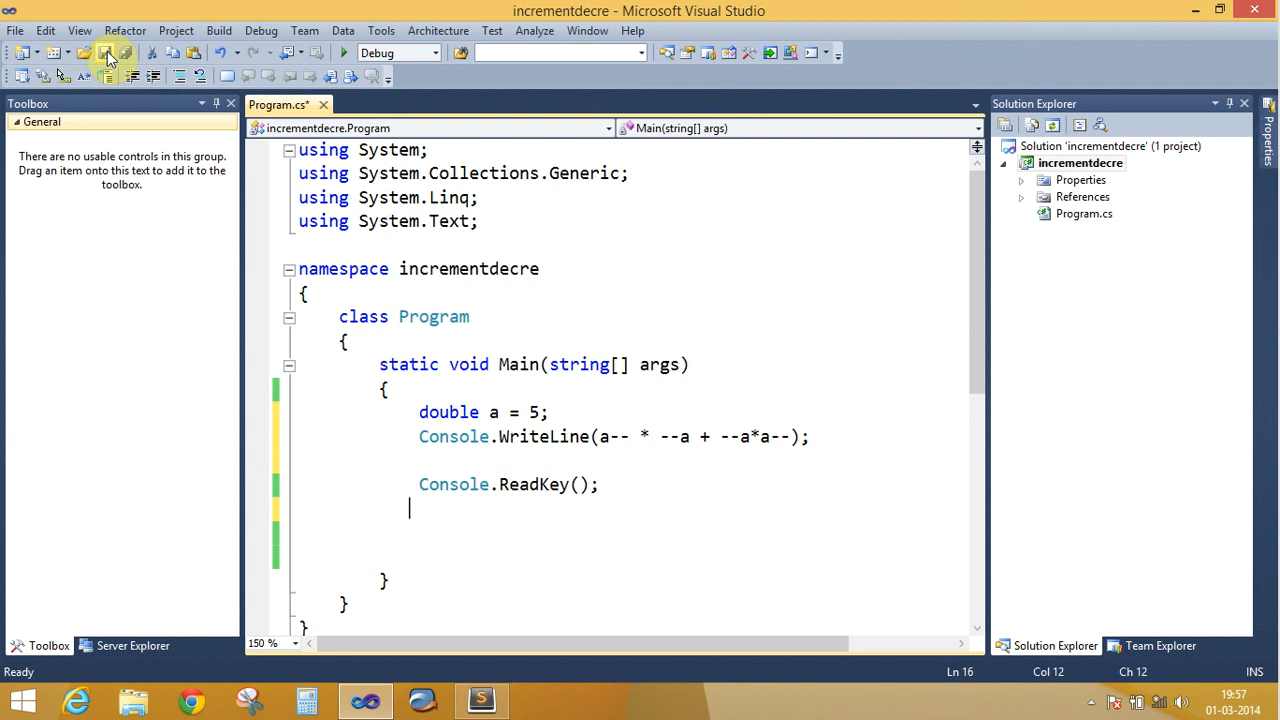 incrementdecre - Microsoft Visual Studio
File Edit View Refactor Project Build Debug Team Data Tools Architecture Test Analyze Window Help
Debug
Toolbox
General
There are no usable controls in this group.
Drag an item onto this text to add it to the
toolbox.
Program.cs*
incrementdecre.Program
Main(string[] args)
using System;
using System.Collections.Generic;
using System.Linq;
using System.Text;
namespace incrementdecre
{
class Program
{
static void Main(string[] args)
{
double a = 5;
Console.WriteLine(a-- * --a + --a*a--);
Console.ReadKey();
}
}
}
150 %
Solution Explorer
Solution 'incrementdecre' (1 project)
incrementdecre
Properties
References
Program.cs
Properties
Toolbox Server Explorer
Solution Explorer Team Explorer
Ready
Ln 16 Col 12 Ch 12 INS
19:57
01-03-2014